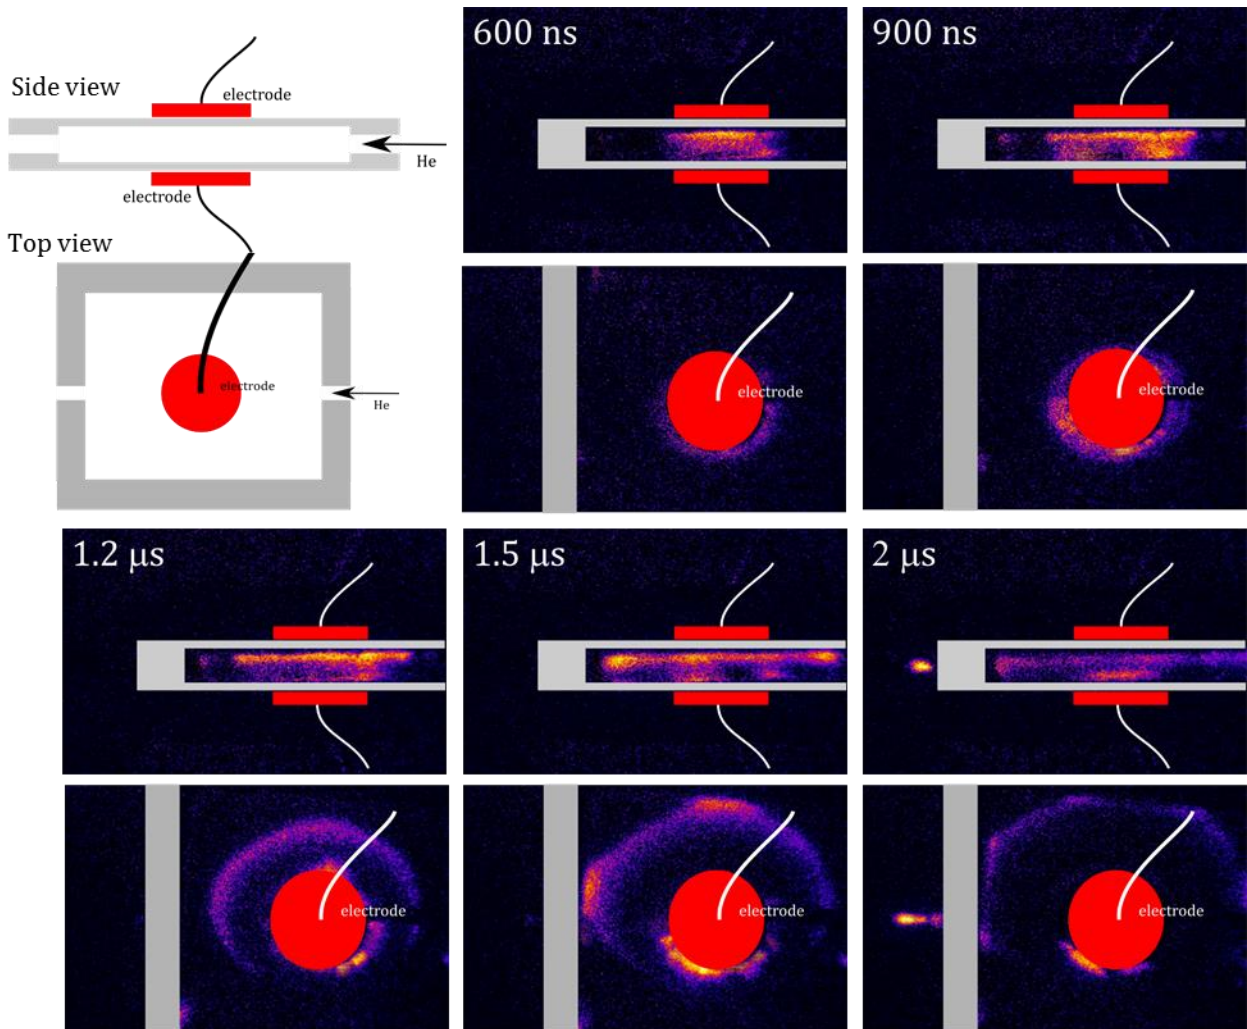 Side view
electrode
He
electrode
Top view
electrode
He
600 ns
900 ns
electrode
electrode
1.2 μs
1.5 μs
2 μs
electrode
electrode
electrode